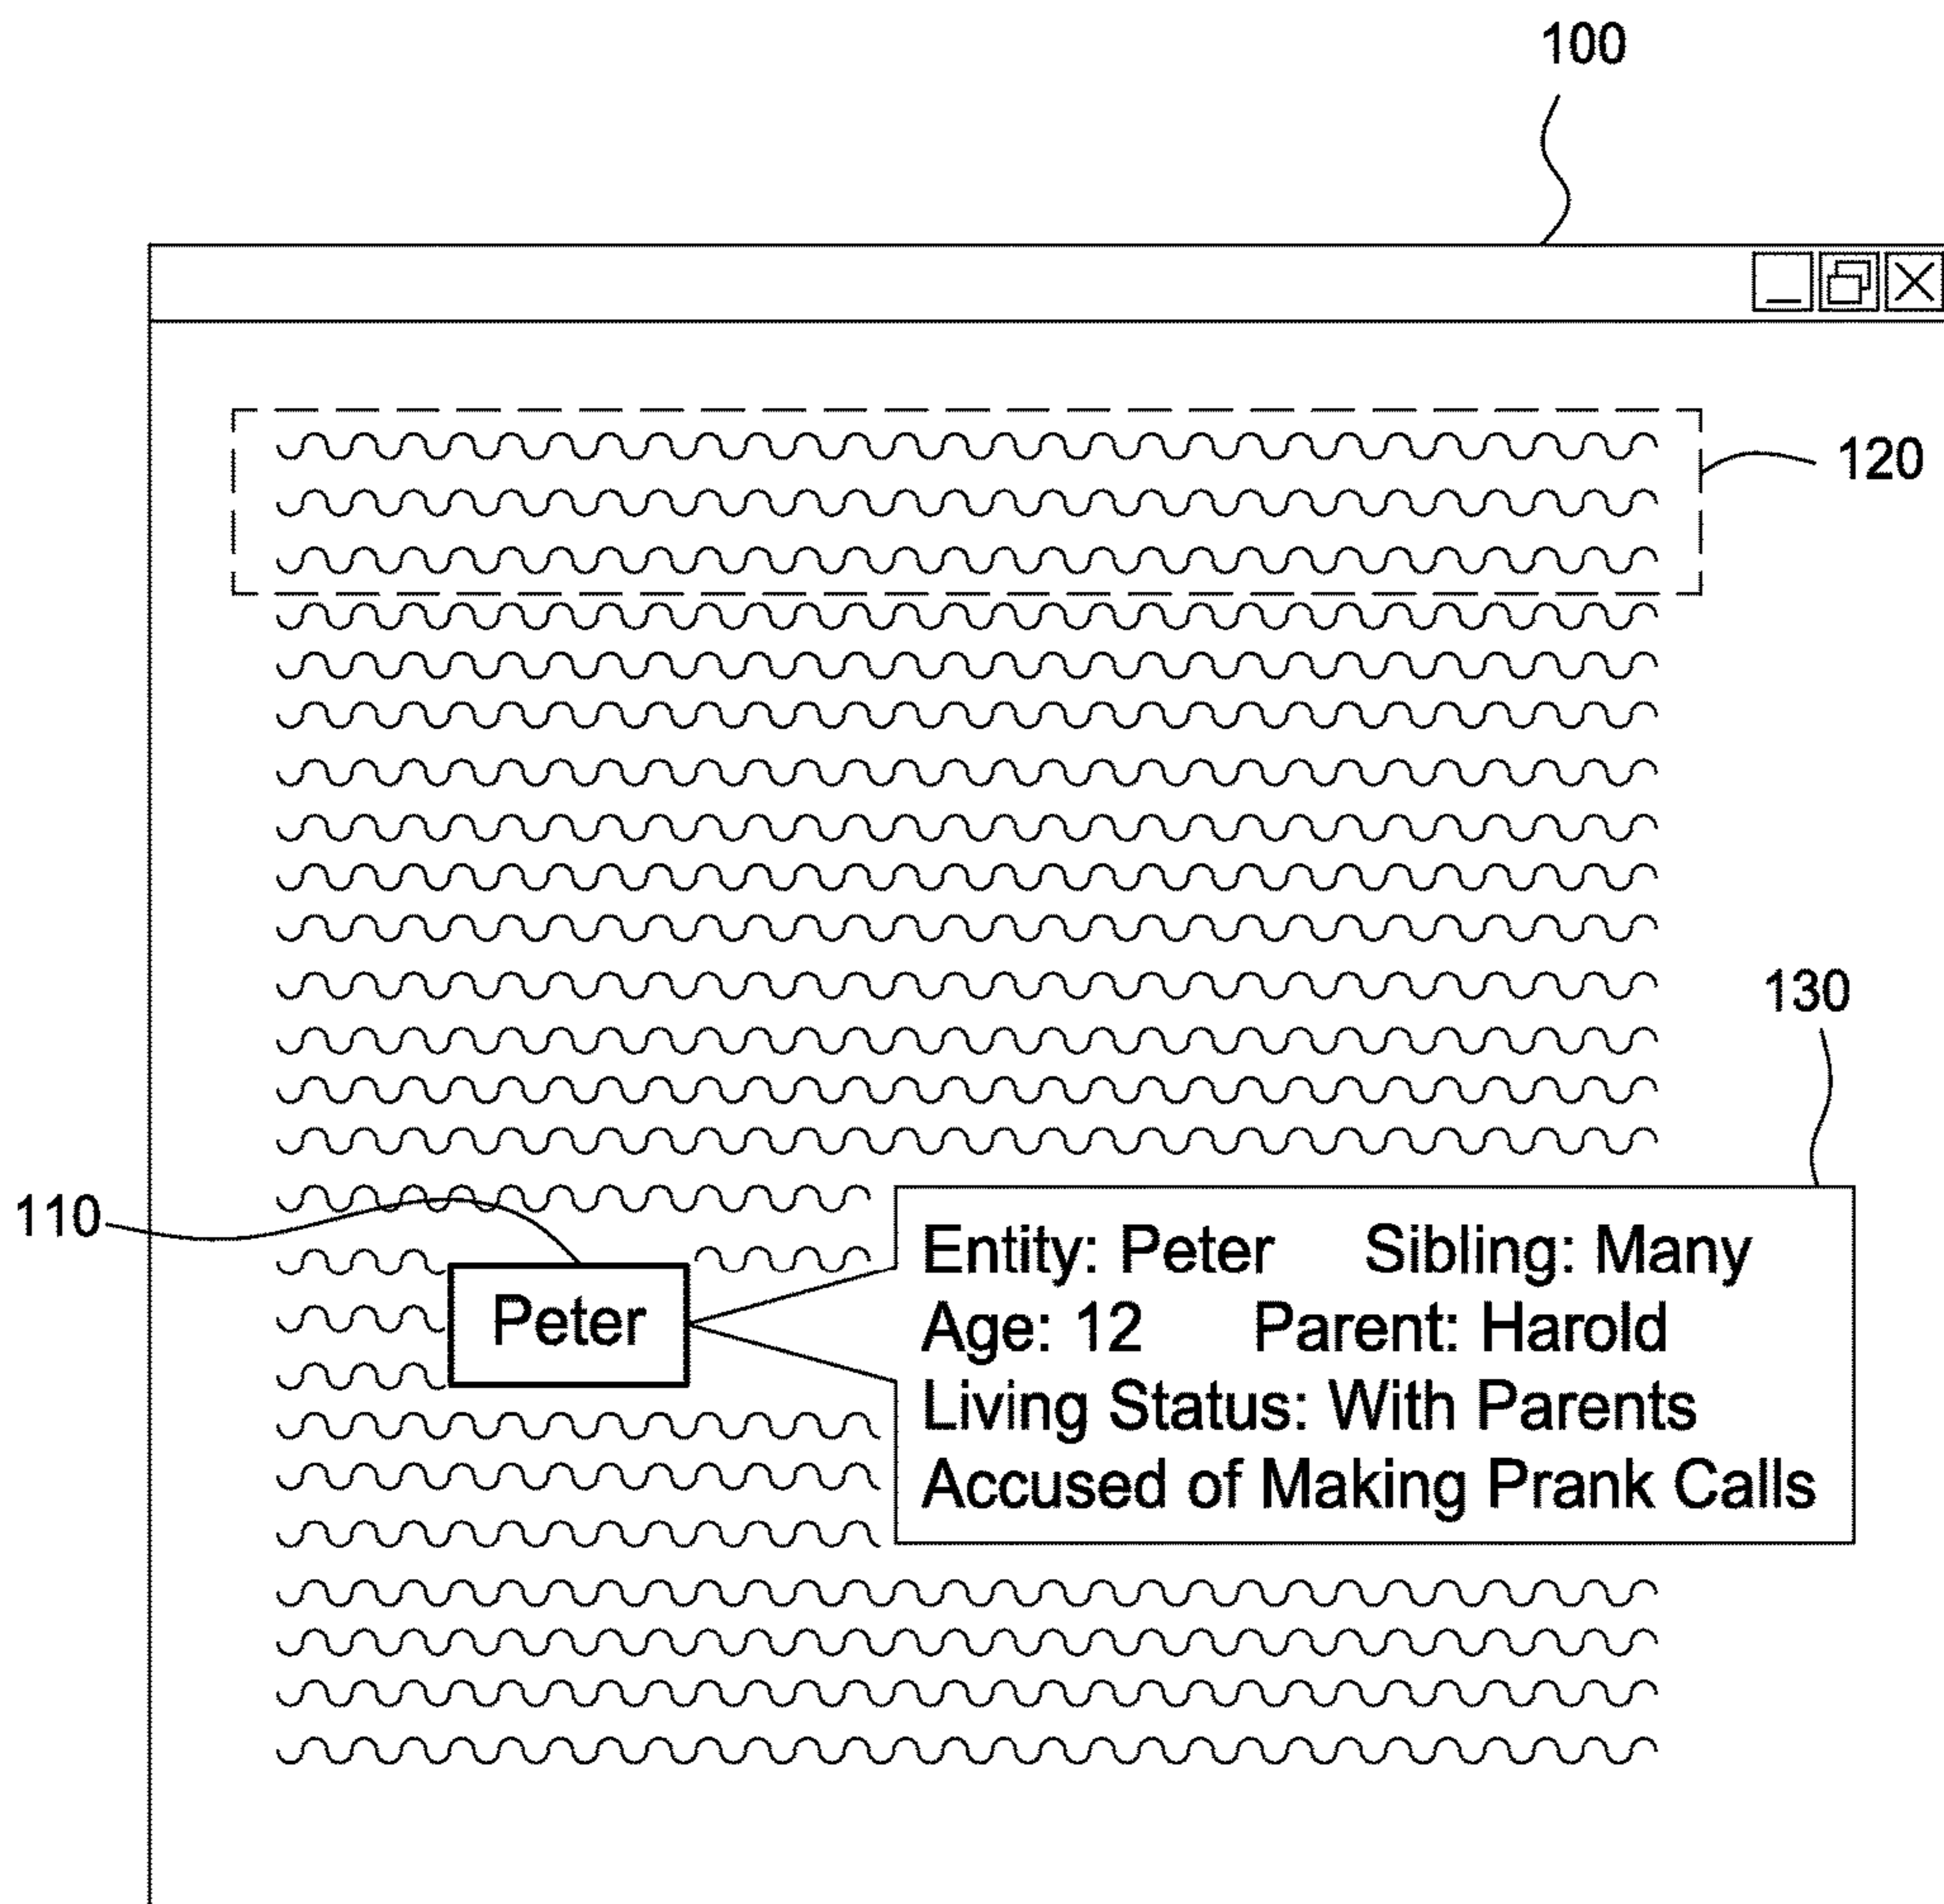 100
120
130
110
Peter
Entity: Peter Sibling: Many
Age: 12 Parent: Harold
Living Status: With Parents
Accused of Making Prank Calls